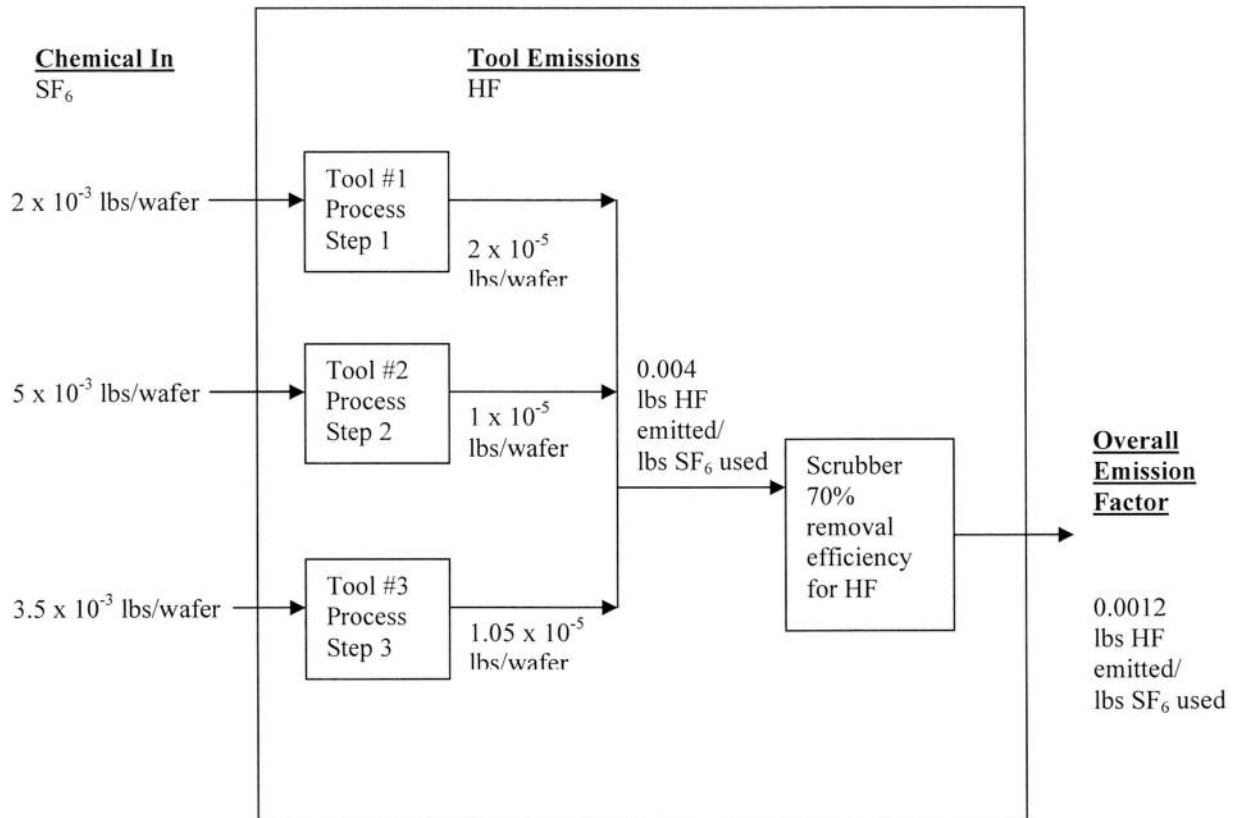 Chemical In
SF₆
Tool Emissions
HF
2 x 10⁻³ lbs/wafer
Tool #1
Process
Step 1
2 x 10⁻⁵
lbs/wafer
5 x 10⁻³ lbs/wafer
Tool #2
Process
Step 2
1 x 10⁻⁵
lbs/wafer
3.5 x 10⁻³ lbs/wafer
Tool #3
Process
Step 3
1.05 x 10⁻⁵
lbs/wafer
0.004
lbs HF
emitted/
lbs SF₆ used
Scrubber
70%
removal
efficiency
for HF
Overall
Emission
Factor
0.0012
lbs HF
emitted/
lbs SF₆ used